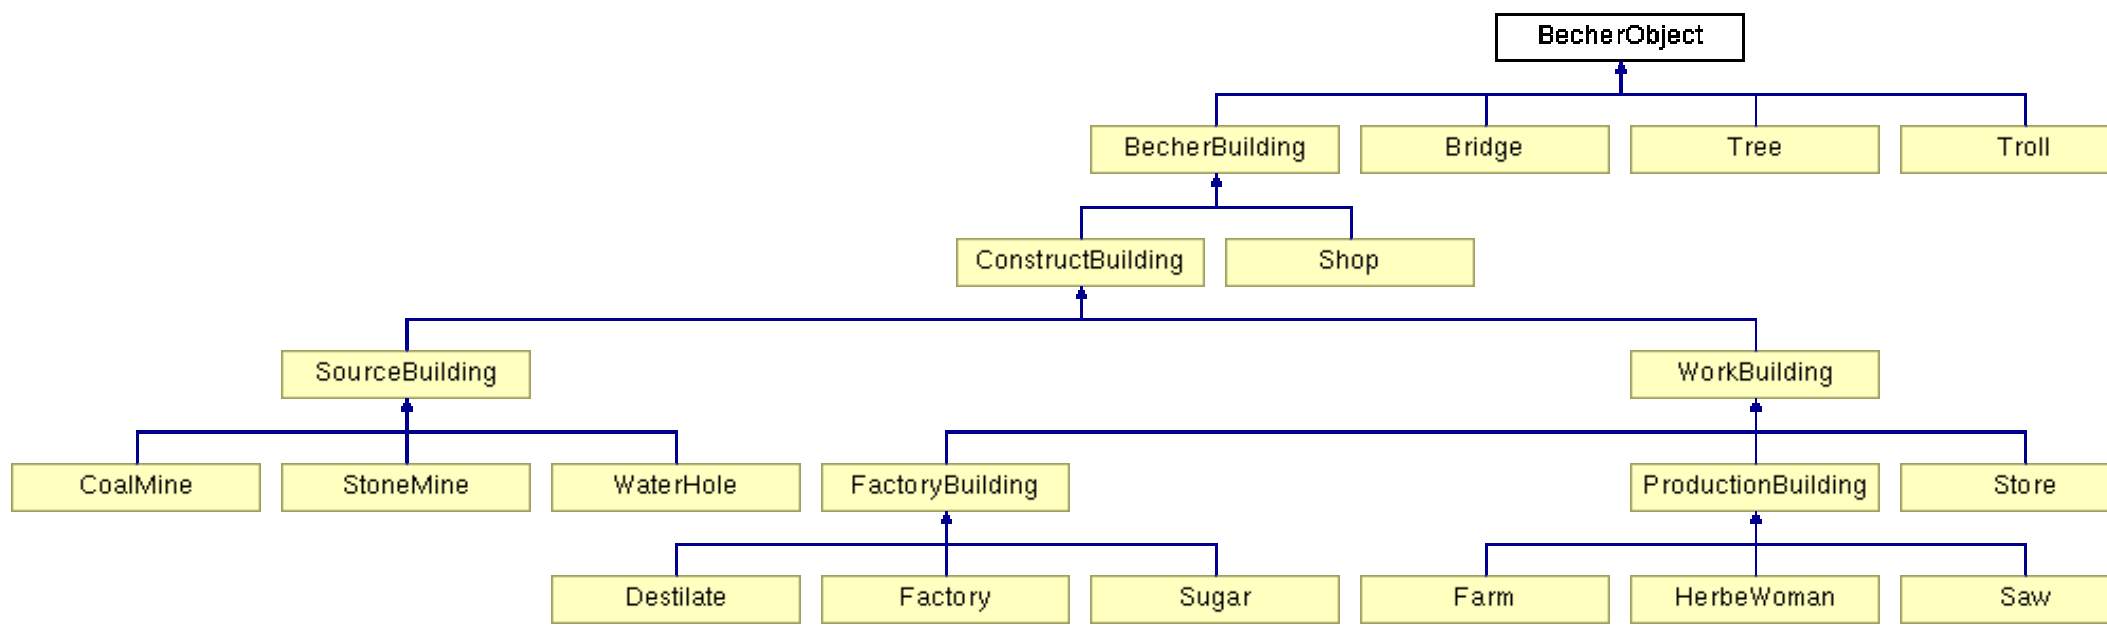 BecherObject
BecherBuilding Bridge Tree Troll
ConstructBuilding Shop
SourceBuilding WorkBuilding
CoalMine StoneMine WaterHole FactoryBuilding ProductionBuilding Store
Destilate Factory Sugar Farm HerbeWoman Saw